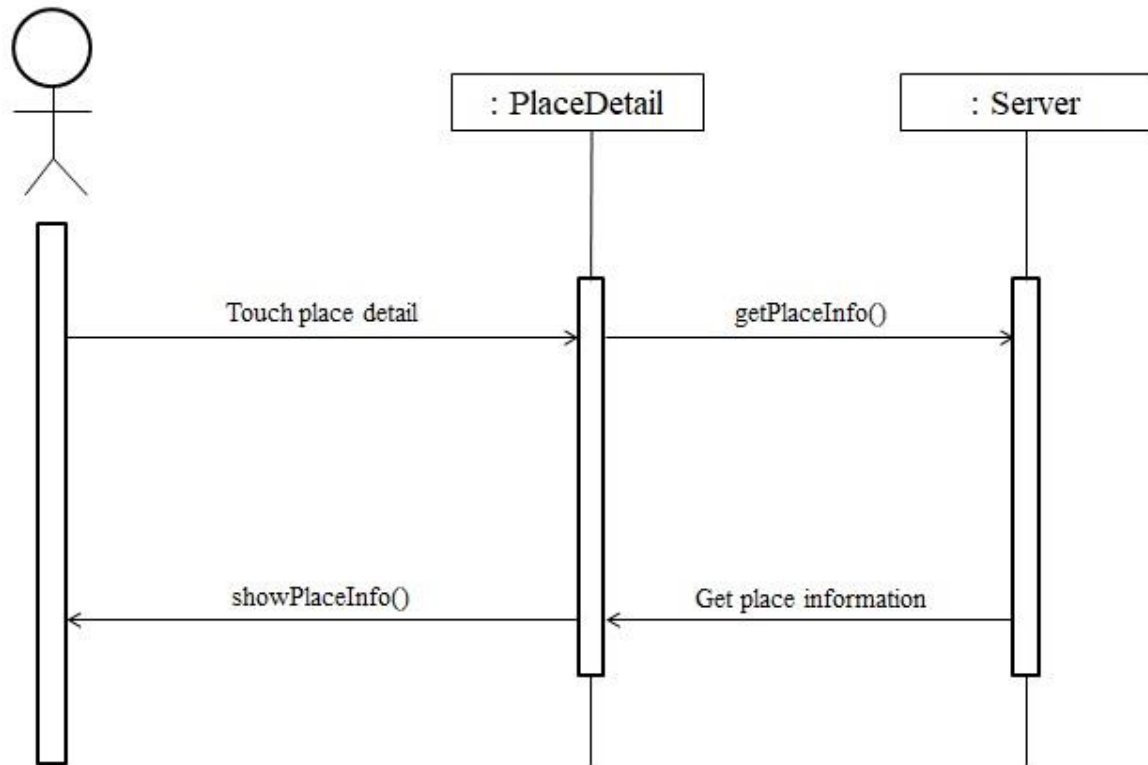 : PlaceDetail
: Server
Touch place detail
getPlaceInfo()
showPlaceInfo()
Get place information